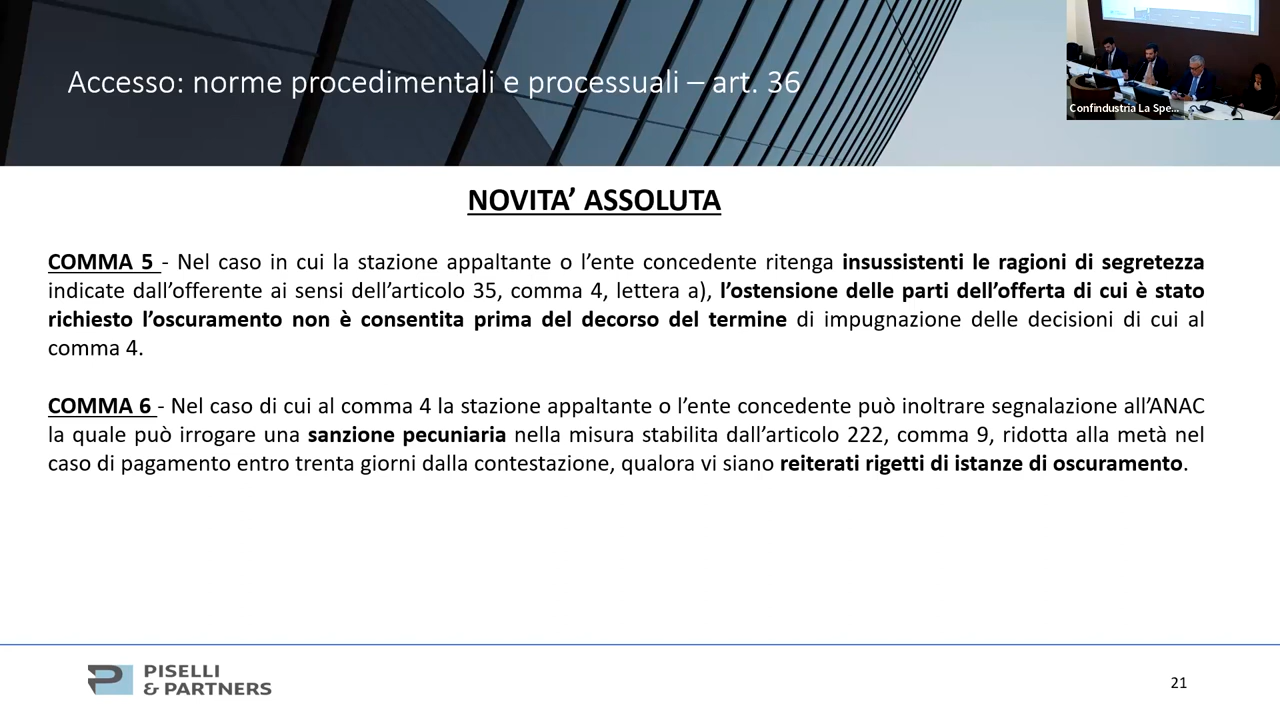 Accesso: norme procedimentali e processuali – art. 36
Confindustria La Spe...
NOVITA’ ASSOLUTA
COMMA 5 - Nel caso in cui la stazione appaltante o l’ente concedente ritenga insussistenti le ragioni di segretezza
indicate dall’offerente ai sensi dell’articolo 35, comma 4, lettera a), l’ostensione delle parti dell’offerta di cui è stato
richiesto l’oscuramento non è consentita prima del decorso del termine di impugnazione delle decisioni di cui al
comma 4.
COMMA 6 - Nel caso di cui al comma 4 la stazione appaltante o l’ente concedente può inoltrare segnalazione all’ANAC
la quale può irrogare una sanzione pecuniaria nella misura stabilita dall’articolo 222, comma 9, ridotta alla metà nel
caso di pagamento entro trenta giorni dalla contestazione, qualora vi siano reiterati rigetti di istanze di oscuramento.
PISELLI
& PARTNERS
21